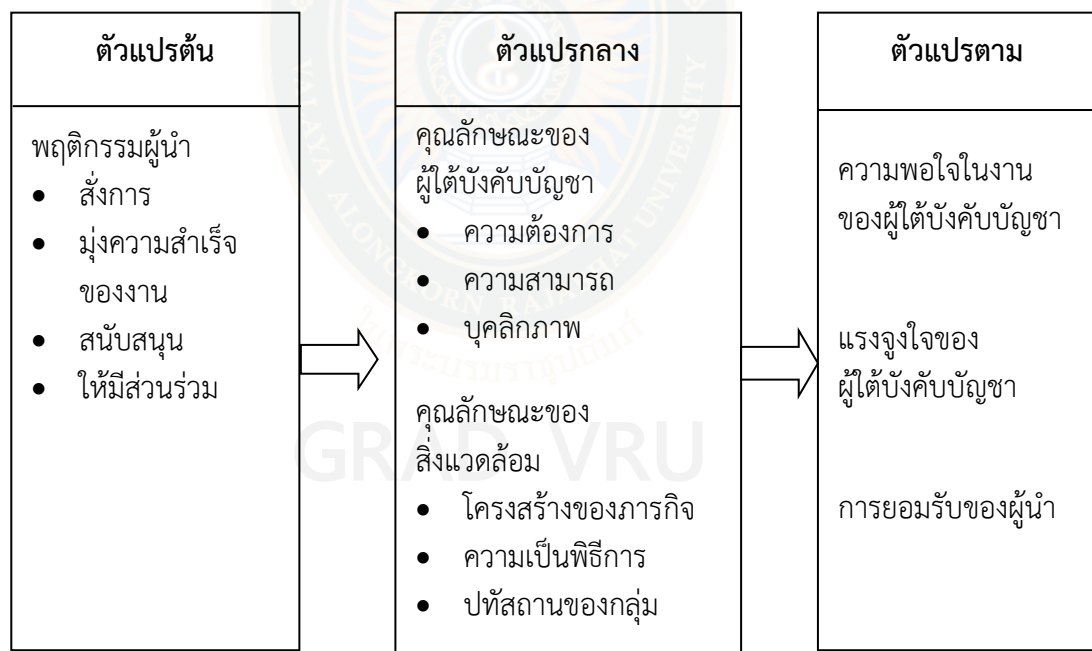 ตัวแปรต้น
พฤติกรรมผู้นำ
● สั่งการ
● มุ่งความสำเร็จ
ของงาน
● สนับสนุน
● ให้มีส่วนร่วม
ตัวแปรกลาง
คุณลักษณะของ
ผู้ใต้บังคับบัญชา
● ความต้องการ
● ความสามารถ
● บุคลิกภาพ
คุณลักษณะของ
สิ่งแวดล้อม
● โครงสร้างของภารกิจ
● ความเป็นพิธีการ
● ปทัสถานของกลุ่ม
ตัวแปรตาม
ความพอใจในงาน
ของผู้ใต้บังคับบัญชา
แรงจูงใจของ
ผู้ใต้บังคับบัญชา
การยอมรับของผู้นำ
GRAD VRU